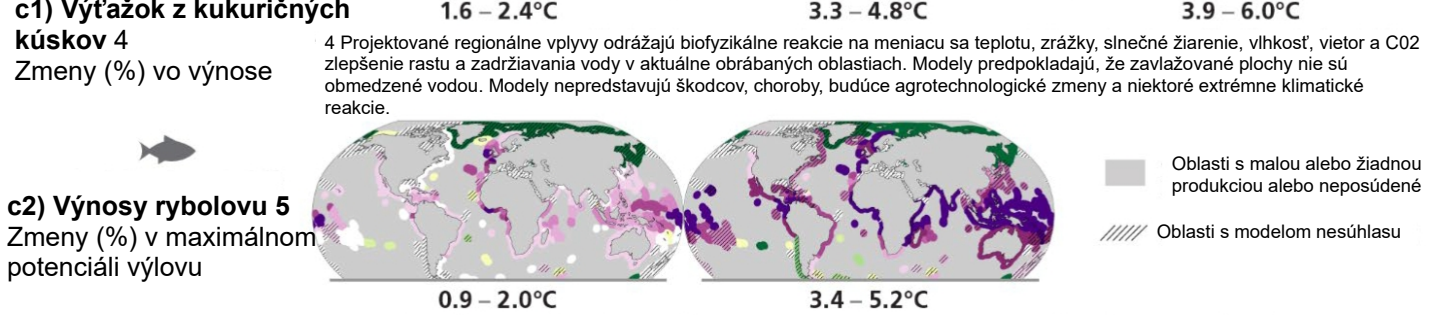 c1) Výťažok z kukuričných
kúskov 4
Zmeny (%) vo výnose
1.6 – 2.4°C
3.3 – 4.8°C
3.9 – 6.0°C
4 Projektované regionálne vplyvy odrážajú biofyzikálne reakcie na meniacu sa teplotu, zrážky, slnečné žiarenie, vlhkosť, vietor a C02
zlepšenie rastu a zadržiavania vody v aktuálne obrábaných oblastiach. Modely predpokladajú, že zavlažované plochy nie sú
obmedzené vodou. Modely nepredstavujú škodcov, choroby, budúce agrotechnologické zmeny a niektoré extrémne klimatické
reakcie.
c2) Výnosy rybolovu 5
Zmeny (%) v maximálnom
potenciáli výlovu
0.9 – 2.0°C
3.4 – 5.2°C
Oblasti s malou alebo žiadnou
produkciou alebo neposúdené
Oblasti s modelom nesúhlasu